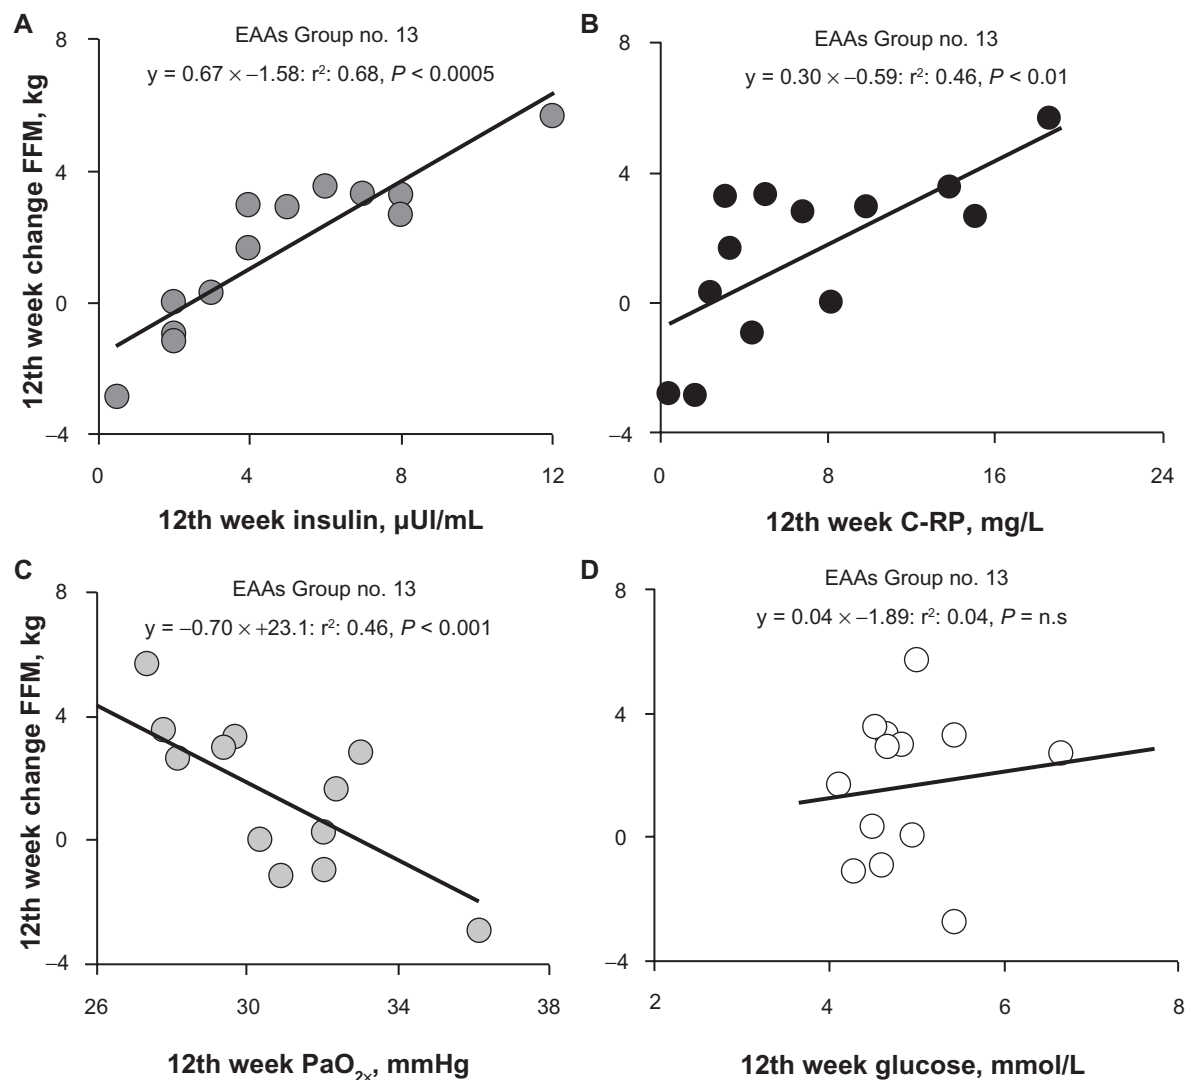 A
EAAs Group no. 13
y = 0.67 × −1.58: r²: 0.68, P < 0.0005
12th week change FFM, kg
8
4
0
−4
0 4 8 12
12th week insulin, µUI/mL
B
EAAs Group no. 13
y = 0.30 × −0.59: r²: 0.46, P < 0.01
8
4
0
−4
0 8 16 24
12th week C-RP, mg/L
C
EAAs Group no. 13
y = −0.70 × +23.1: r²: 0.46, P < 0.001
12th week change FFM, kg
8
4
0
−4
26 30 34 38
12th week PaO₂ₓ, mmHg
D
EAAs Group no. 13
y = 0.04 × −1.89: r²: 0.04, P = n.s
8
4
0
−4
2 4 6 8
12th week glucose, mmol/L